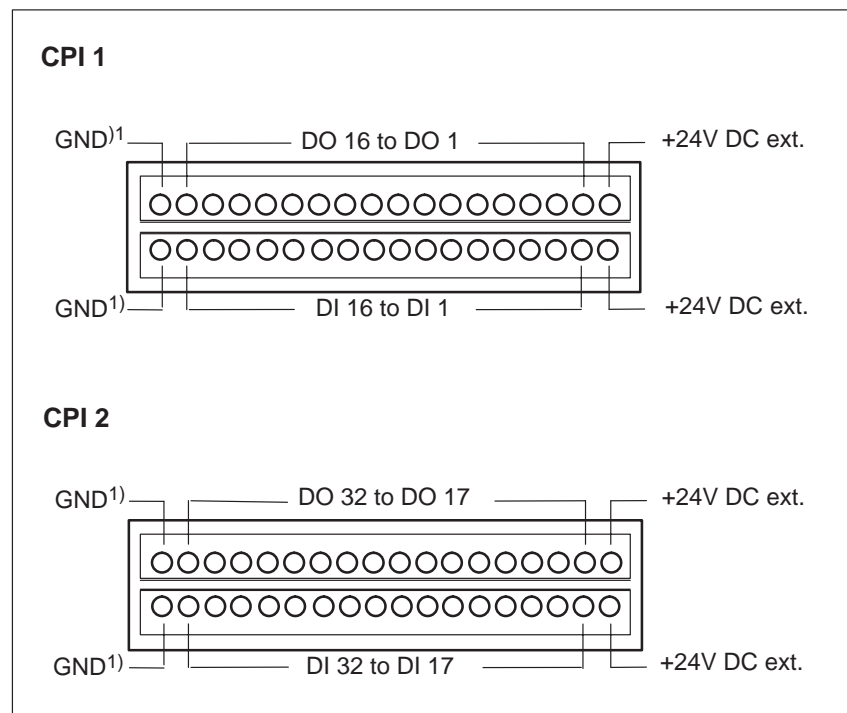 CPI 1
GND)1 DO 16 to DO 1 +24V DC ext.
GND1) DI 16 to DI 1 +24V DC ext.
CPI 2
GND1) DO 32 to DO 17 +24V DC ext.
GND1) DI 32 to DI 17 +24V DC ext.